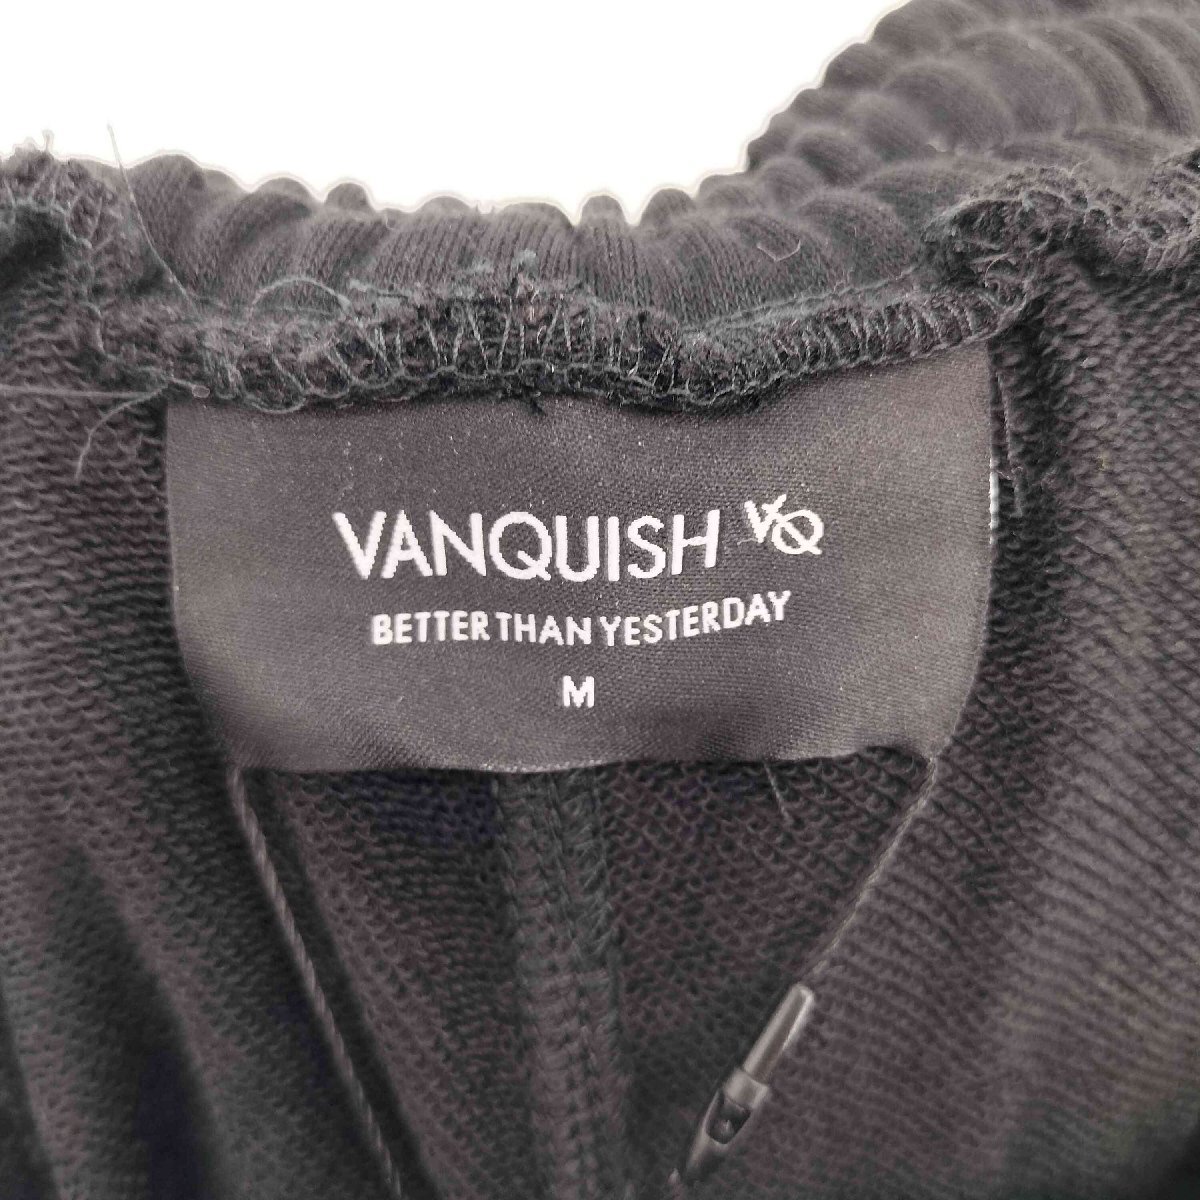 VANQUISH VQ
BETTER THAN YESTERDAY
M